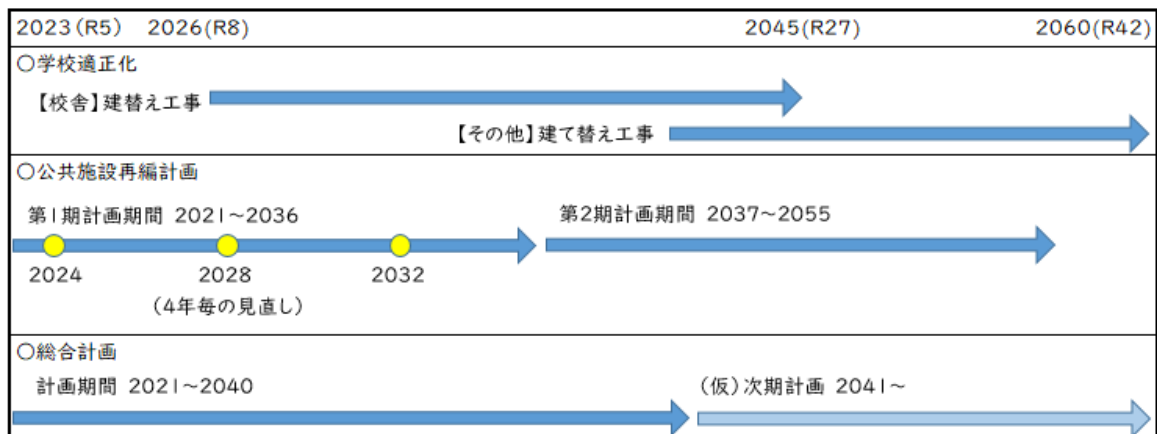 2023(R5) 2026(R8) 2045(R27) 2060(R42)
○学校適正化
【校舎】建替え工事
【その他】建て替え工事
○公共施設再編計画
第1期計画期間 2021~2036
第2期計画期間 2037~2055
2024 2028 2032
(4年毎の見直し)
○総合計画
計画期間 2021~2040
(仮)次期計画 2041~